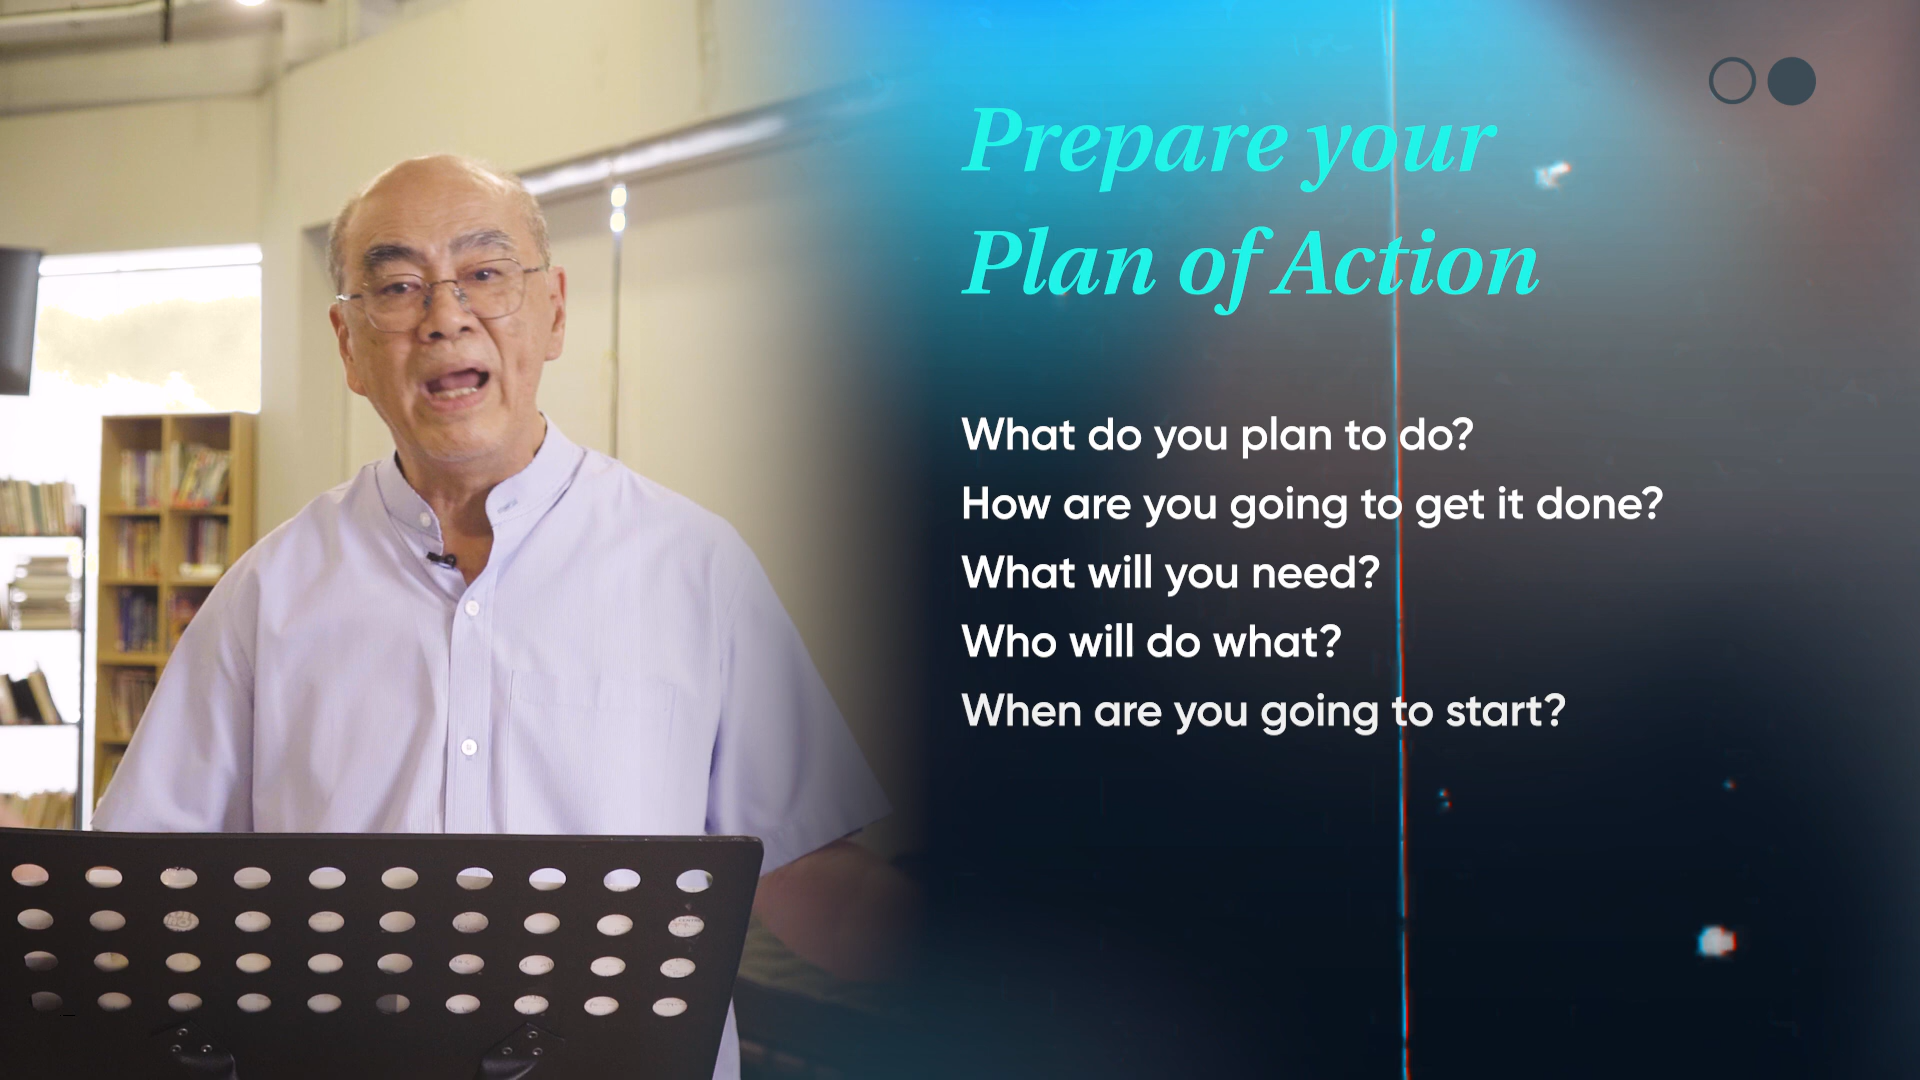 Prepare your
Plan of Action
What do you plan to do?
How are you going to get it done?
What will you need?
Who will do what?
When are you going to start?